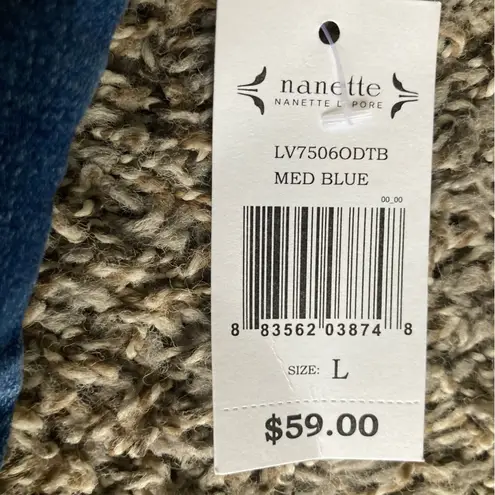 nanette
NANETTE LEPORE
LV7506ODTB
MED BLUE
00_00
8 83562 03874 8
SIZE: L
$59.00